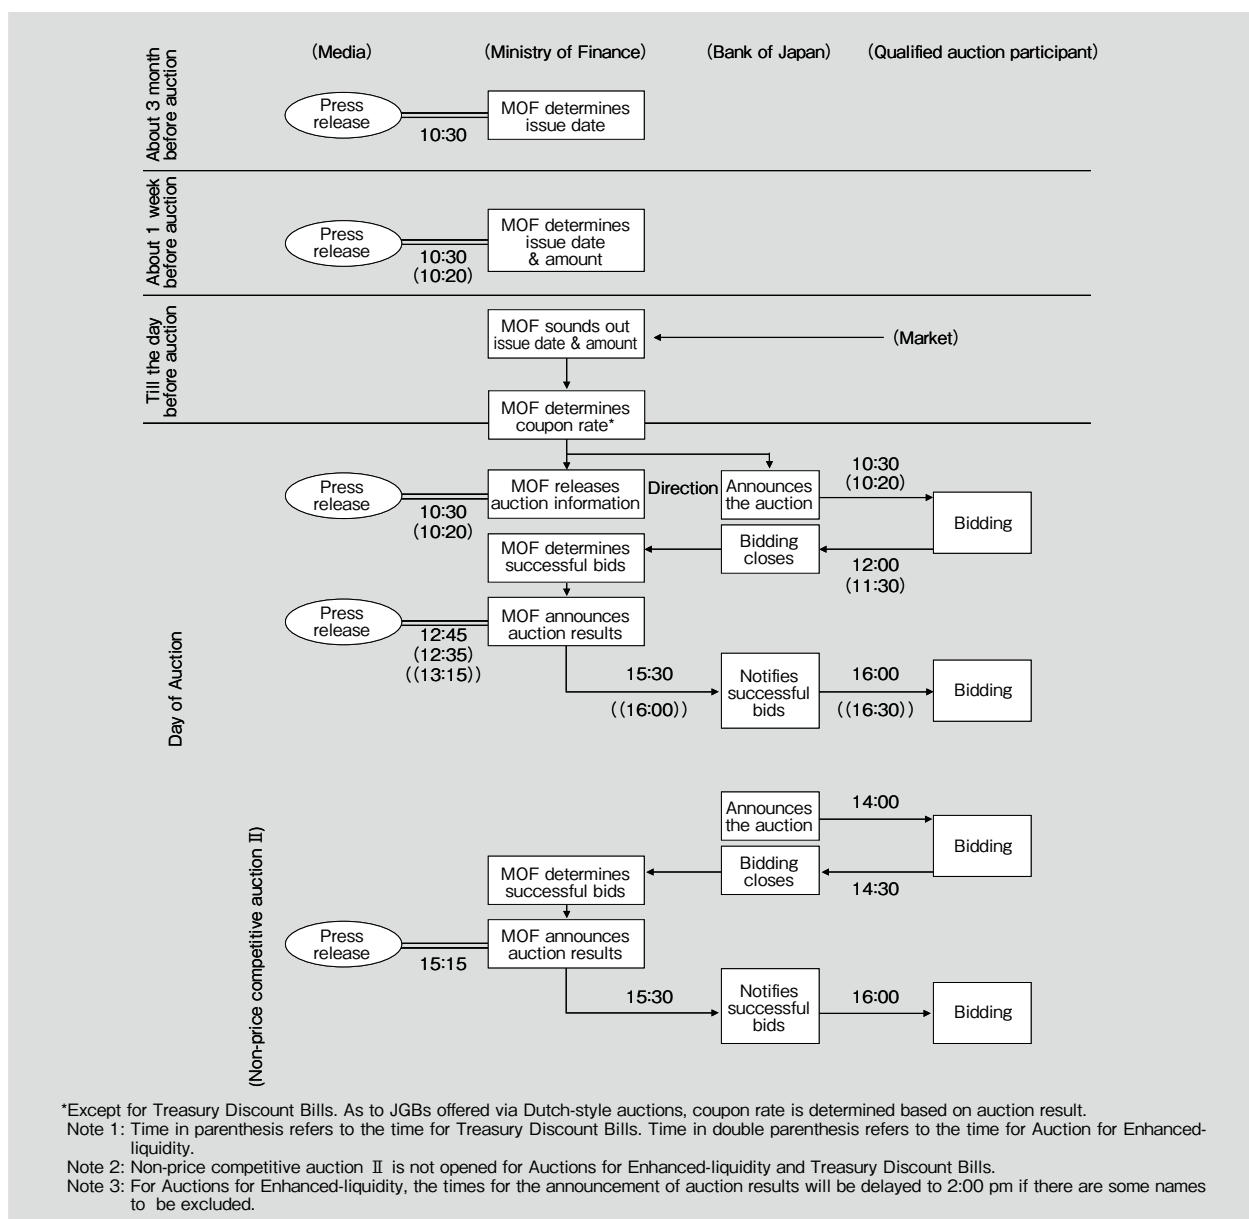 (Media)
(Ministry of Finance)
(Bank of Japan)
(Qualified auction participant)
About 3 month
before auction
Press
release
10:30
MOF determines
issue date
About 1 week
before auction
Press
release
10:30
(10:20)
MOF determines
issue date
& amount
Till the day
before auction
MOF sounds out
issue date & amount
(Market)
MOF determines
coupon rate*
Day of Auction
Press
release
10:30
(10:20)
MOF releases
auction information
Direction
Announces
the auction
10:30
(10:20)
Bidding
MOF determines
successful bids
Bidding
closes
12:00
(11:30)
Press
release
12:45
(12:35)
((13:15))
MOF announces
auction results
15:30
((16:00))
Notifies
successful
bids
16:00
((16:30))
Bidding
(Non-price competitive auction Ⅱ)
Announces
the auction
14:00
Bidding
MOF determines
successful bids
Bidding
closes
14:30
Press
release
15:15
MOF announces
auction results
15:30
Notifies
successful
bids
16:00
Bidding
*Except for Treasury Discount Bills. As to JGBs offered via Dutch-style auctions, coupon rate is determined based on auction result.
Note 1: Time in parenthesis refers to the time for Treasury Discount Bills. Time in double parenthesis refers to the time for Auction for Enhanced-
liquidity.
Note 2: Non-price competitive auction Ⅱ is not opened for Auctions for Enhanced-liquidity and Treasury Discount Bills.
Note 3: For Auctions for Enhanced-liquidity, the times for the announcement of auction results will be delayed to 2:00 pm if there are some names
to be excluded.